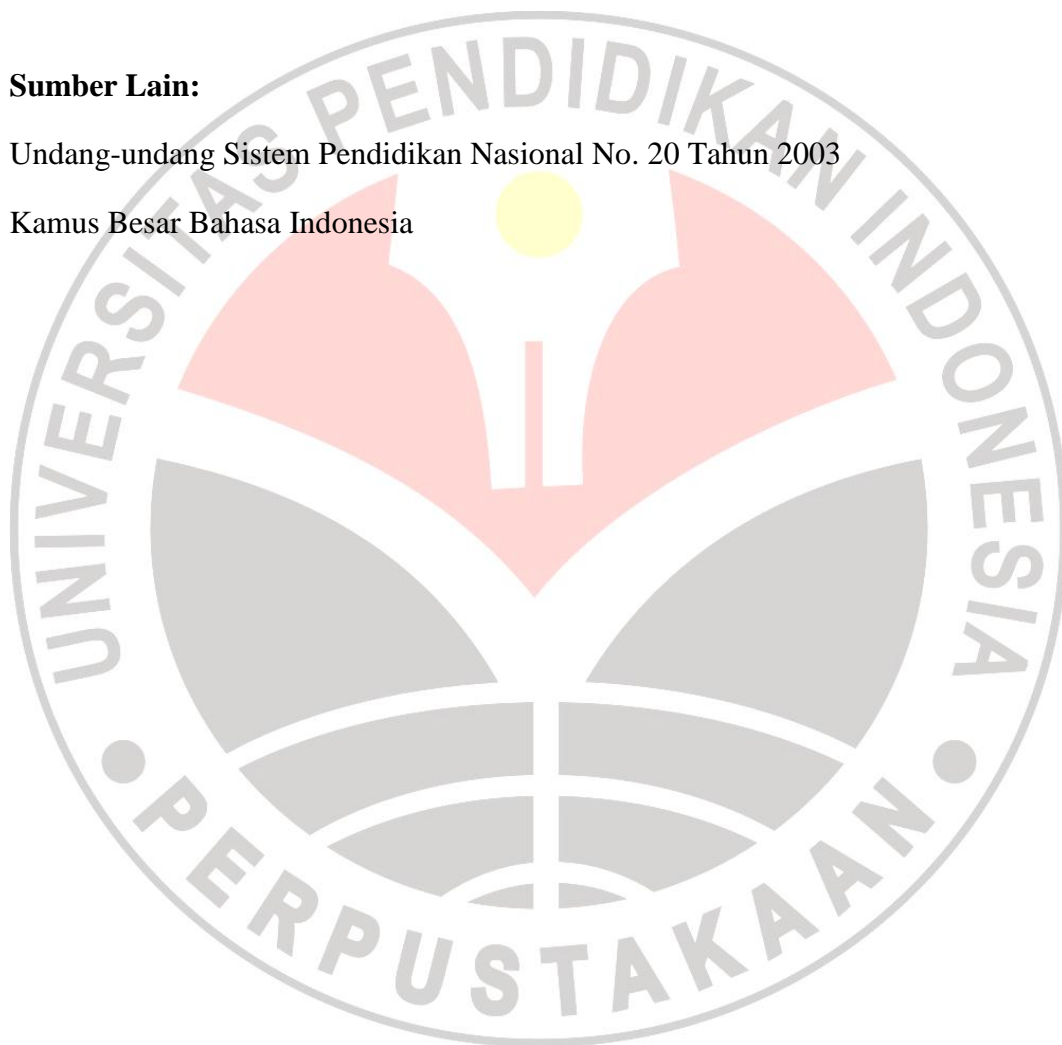 Sumber Lain:
Undang-undang Sistem Pendidikan Nasional No. 20 Tahun 2003
Kamus Besar Bahasa Indonesia
UNIVERSITAS PENDIDIKAN INDONESIA
PERPUSTAKAAN